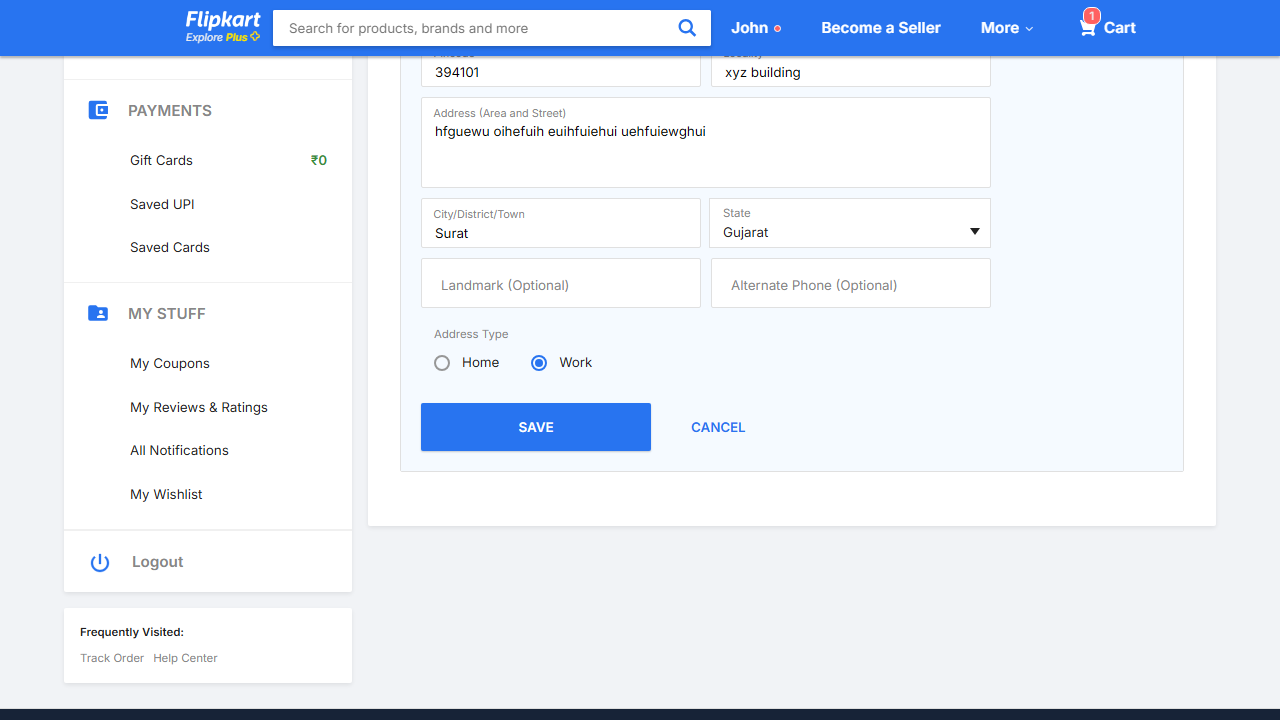 Flipkart
Explore Plus
Search for products, brands and more
John
Become a Seller
More
1
Cart
394101
xyz building
PAYMENTS
Gift Cards
₹0
Saved UPI
Saved Cards
MY STUFF
My Coupons
My Reviews & Ratings
All Notifications
My Wishlist
Logout
Frequently Visited:
Track Order Help Center
Address (Area and Street)
hfguewu oihefuih euihfuiehui uehfuiewghui
City/District/Town
Surat
State
Gujarat
Landmark (Optional)
Alternate Phone (Optional)
Address Type
Home
Work
SAVE
CANCEL